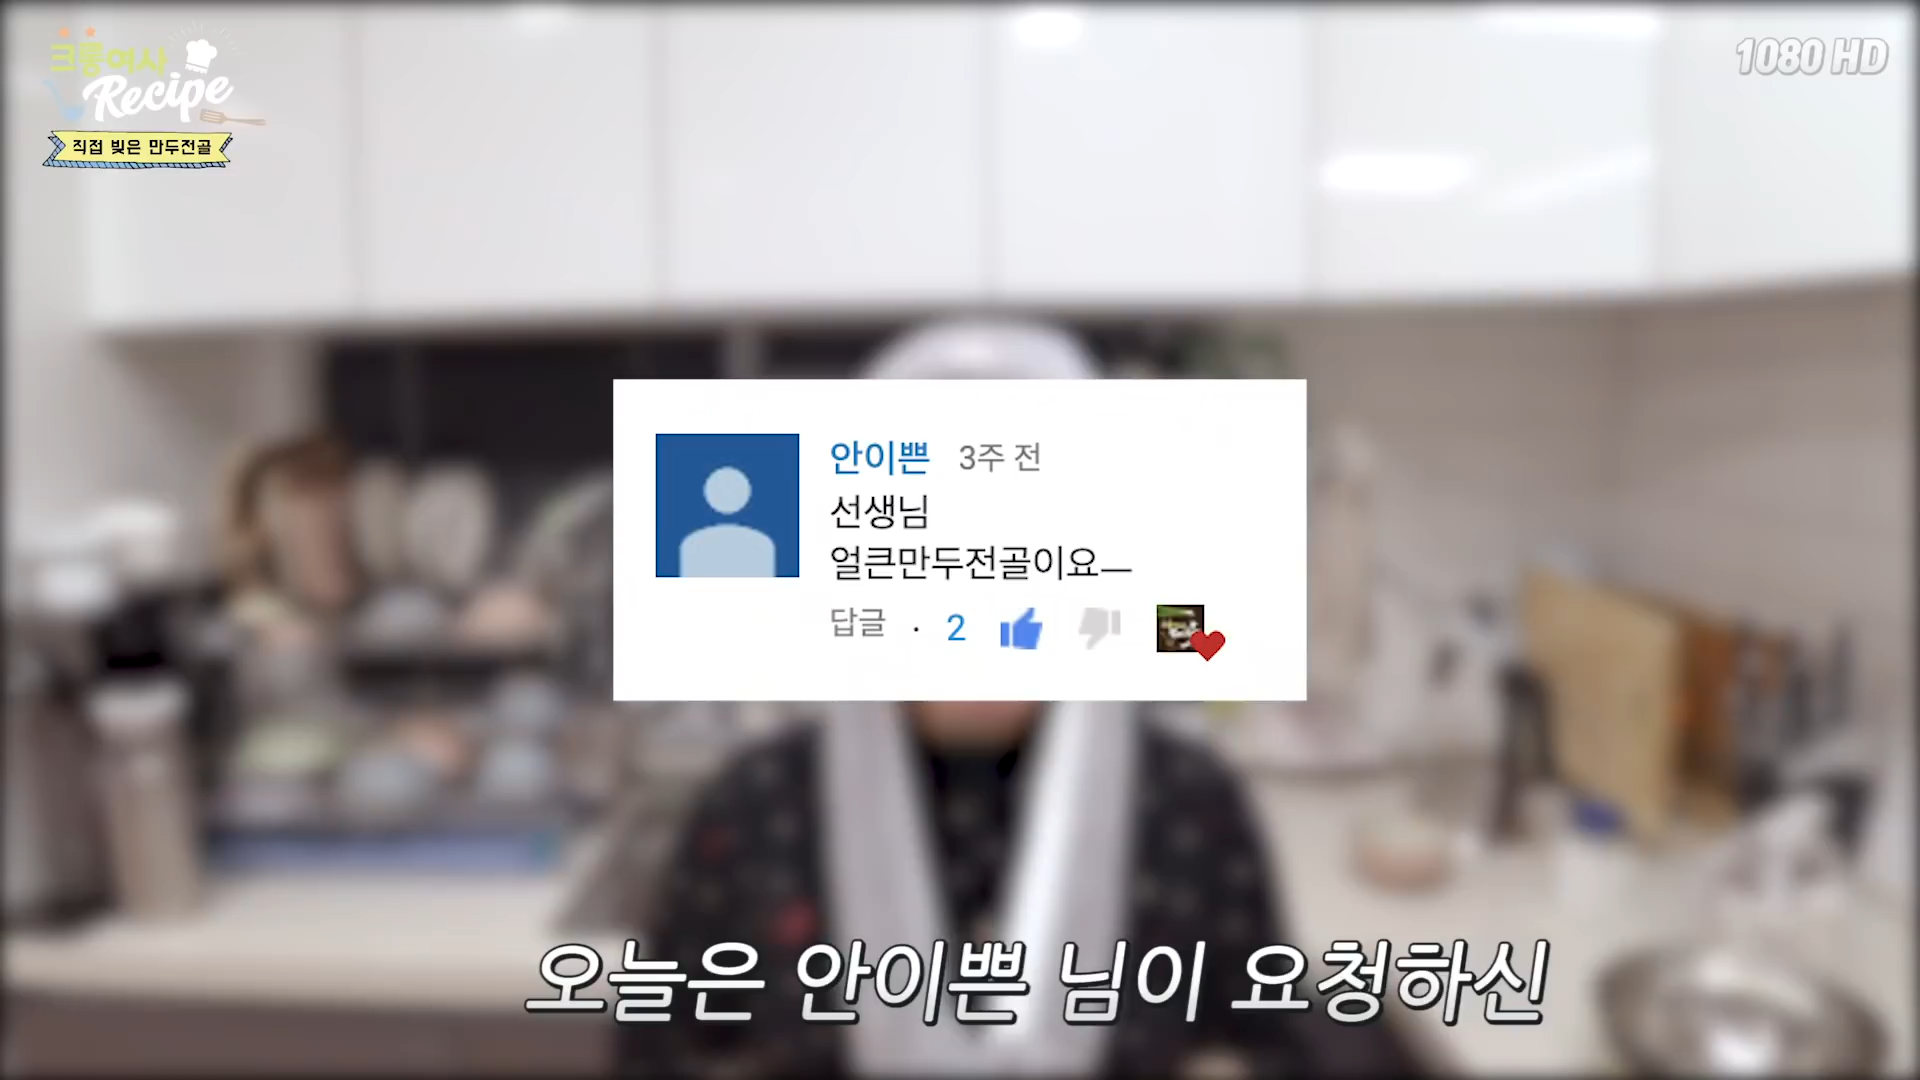 크롱여사
Recipe
직접 빚은 만두전골
1080 HD
안이쁜 3주 전
선생님
얼큰만두전골이요ㅡ
답글 · 2
오늘은 안이쁜 님이 요청하신